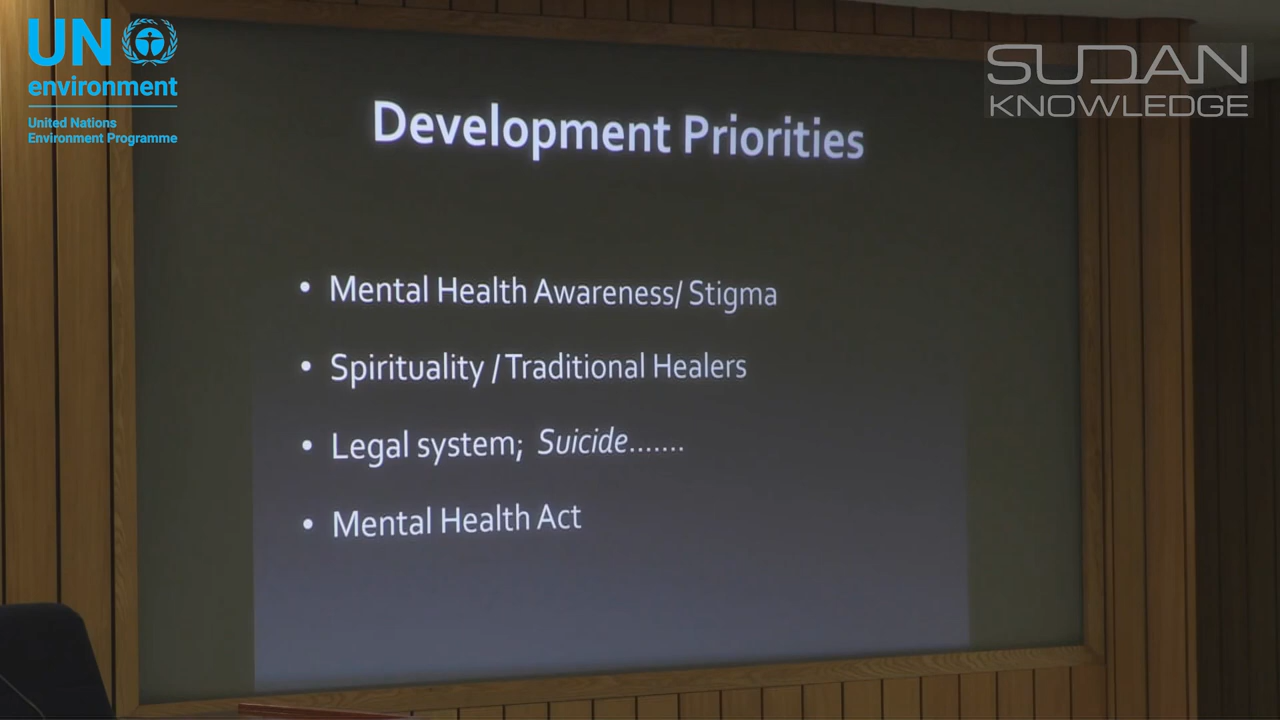 UN
environment
United Nations
Environment Programme
SUDAN
KNOWLEDGE
Development Priorities
• Mental Health Awareness/ Stigma
• Spirituality / Traditional Healers
• Legal system; Suicide.......
• Mental Health Act